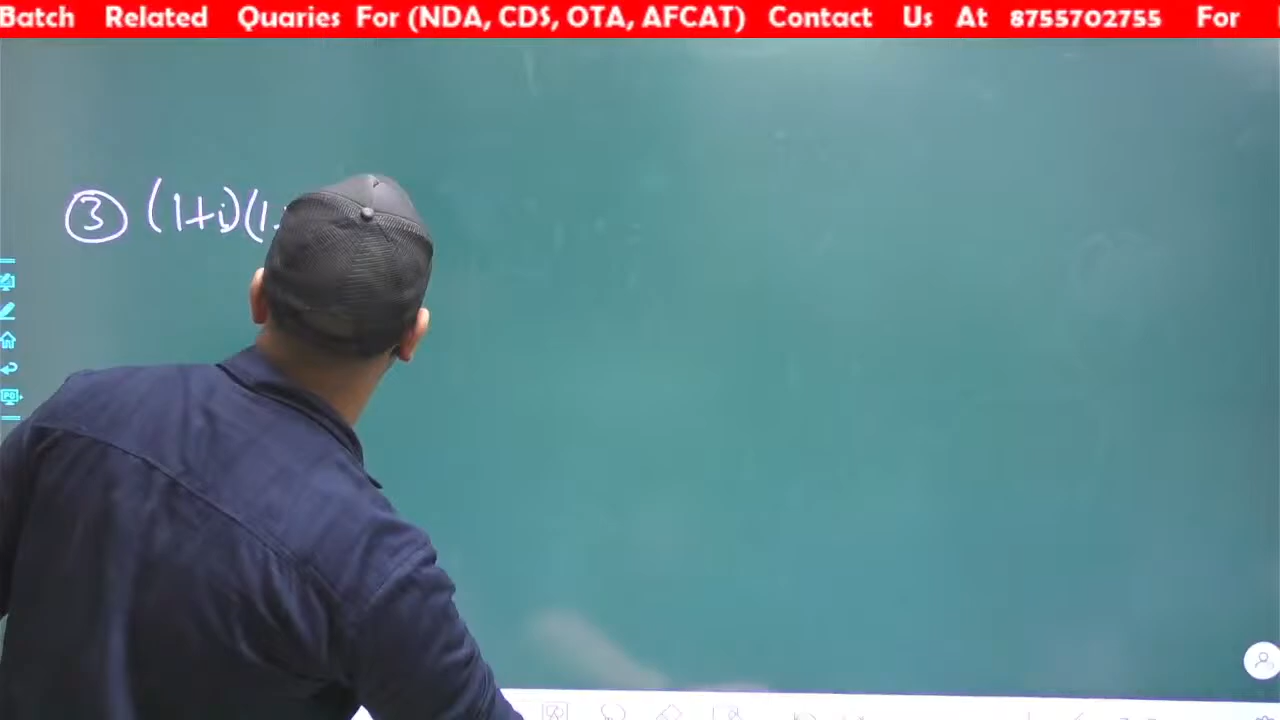 Batch Related Quaries For (NDA, CDS, OTA, AFCAT) Contact Us At 8755702755 For
③ (1+i)(1